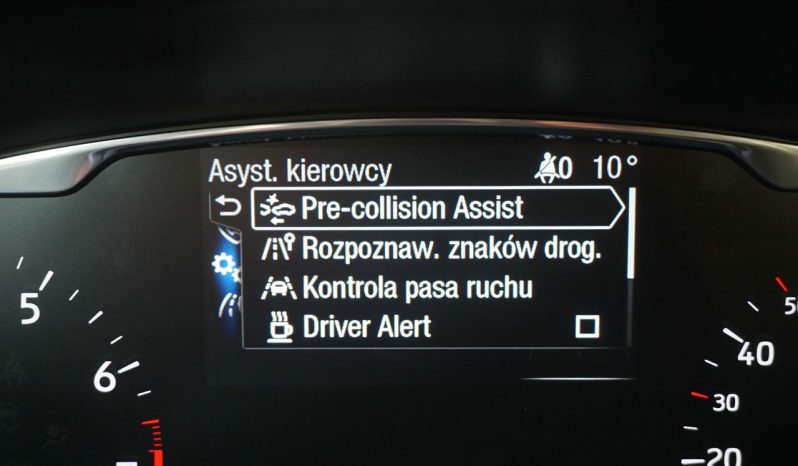 Asyst. kierowcy 0 10°
Pre-collision Assist
Rozpoznaw. znaków drog.
Kontrola pasa ruchu
Driver Alert
5
6
40
30
20